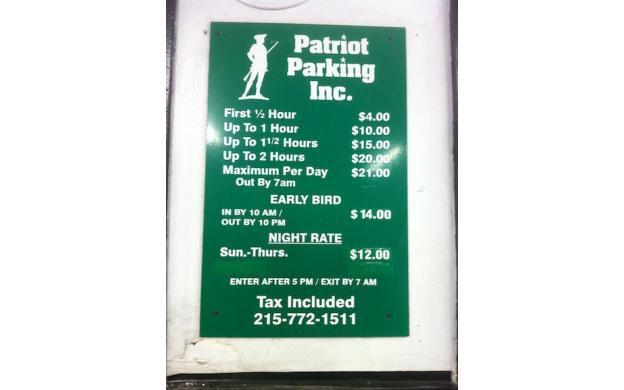 Patriot
Parking
Inc.
First ½ Hour $4.00
Up To 1 Hour $10.00
Up To 1 1/2 Hours $15.00
Up To 2 Hours $20.00
Maximum Per Day $21.00
Out By 7am
EARLY BIRD
IN BY 10 AM / $14.00
OUT BY 10 PM
NIGHT RATE
Sun.-Thurs. $12.00
ENTER AFTER 5 PM / EXIT BY 7 AM
Tax Included
215-772-1511